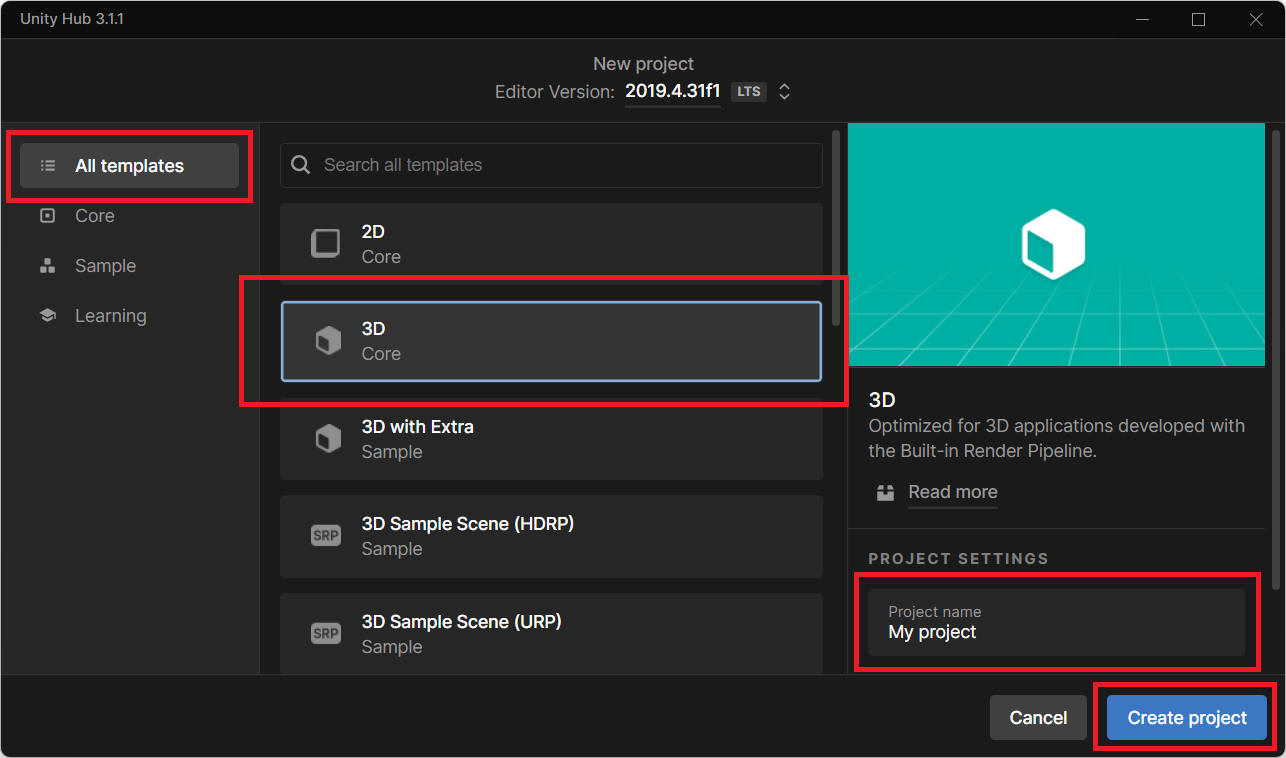 Unity Hub 3.1.1
New project
Editor Version: 2019.4.31f1 LTS
All templates
Core
Sample
Learning
Search all templates
2D
Core
3D
Core
3D with Extra
Sample
SRP
3D Sample Scene (HDRP)
Sample
SRP
3D Sample Scene (URP)
Sample
3D
Optimized for 3D applications developed with
the Built-in Render Pipeline.
Read more
PROJECT SETTINGS
Project name
My project
Cancel
Create project